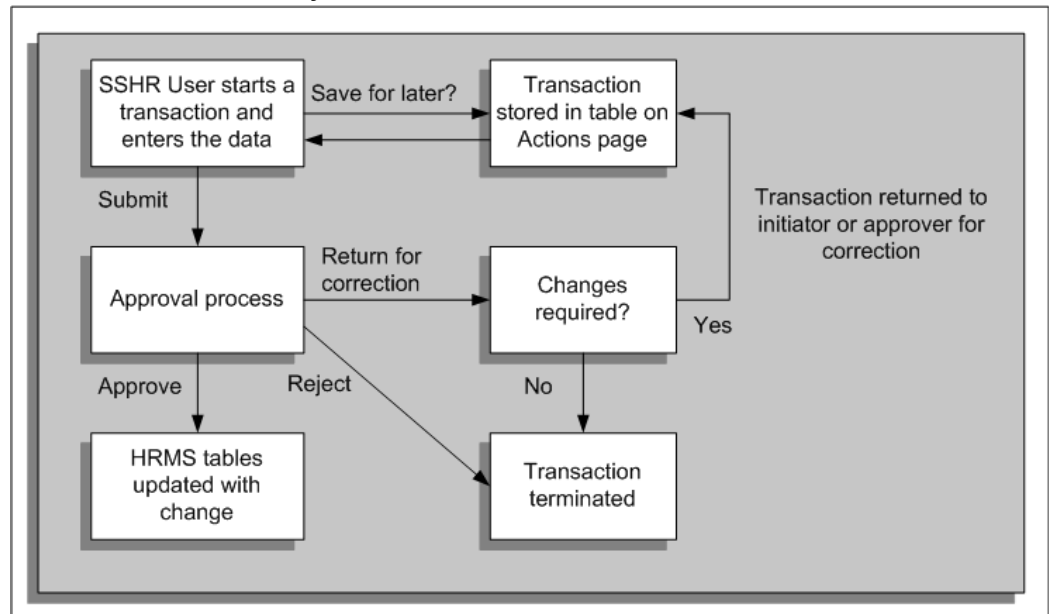 SSHR User starts a
transaction and
enters the data
Save for later?
Transaction
stored in table on
Actions page
Submit
Transaction returned to
initiator or approver for
correction
Approval process
Return for
correction
Changes
required?
Yes
Approve
Reject
No
HRMS tables
updated with
change
Transaction
terminated